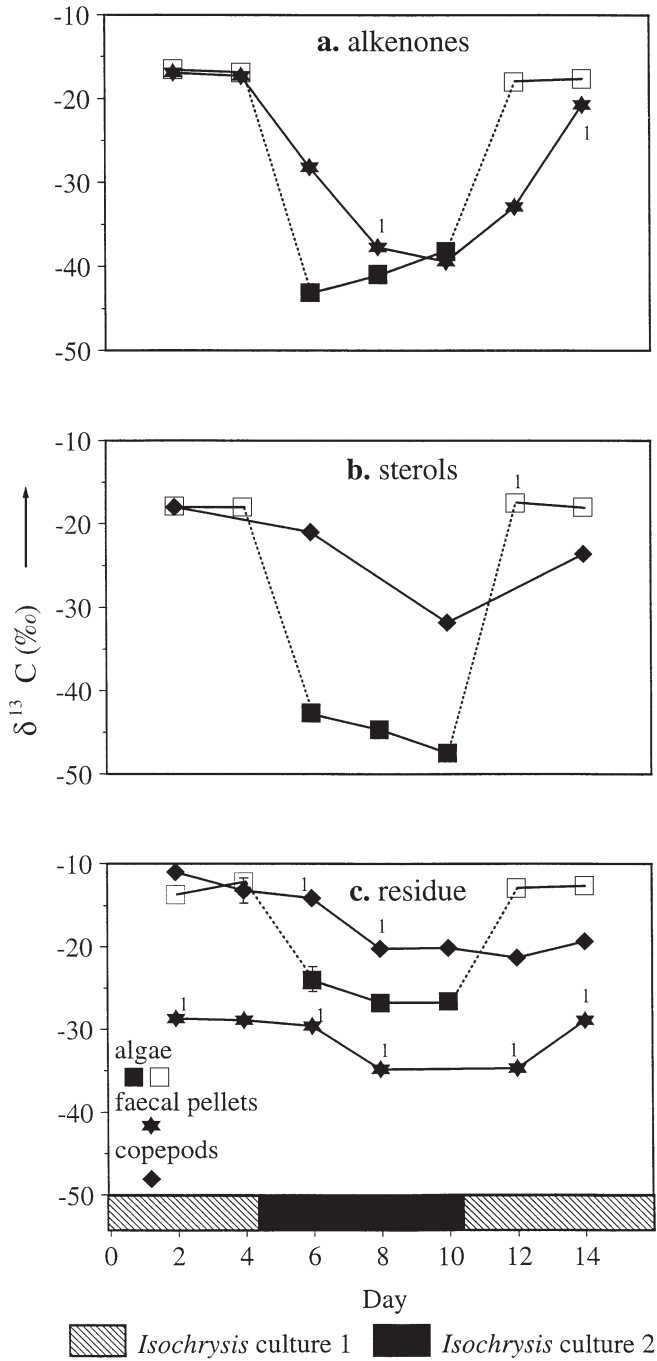 -10
a. alkenones
-20
1
-30
1
-40
-50
-10
b. sterols
1
-20
-30
-40
-50
δ¹³ C (‰)
-10
1
c. residue
1
-20
1
1
1
-30
1
1
algae
faecal pellets
-40
copepods
-50
0 2 4 6 8 10 12 14
Day
Isochrysis culture 1 Isochrysis culture 2